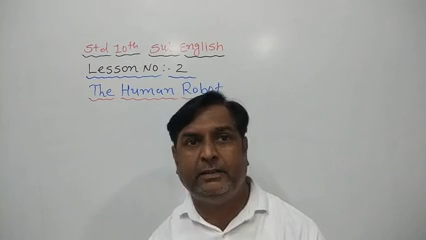 Std 10th Sub English
Lesson No:- 2
The Human Robot